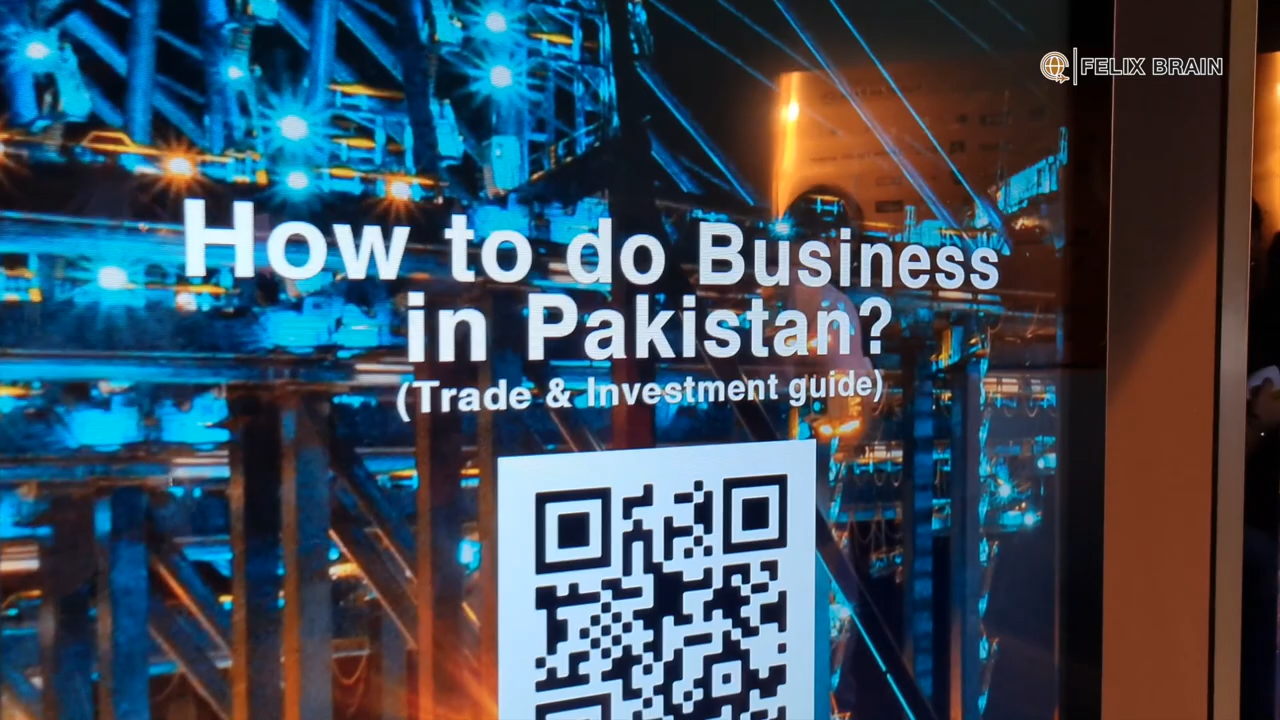 FELIX BRAIN
How to do Business
in Pakistan?
(Trade & Investment guide)